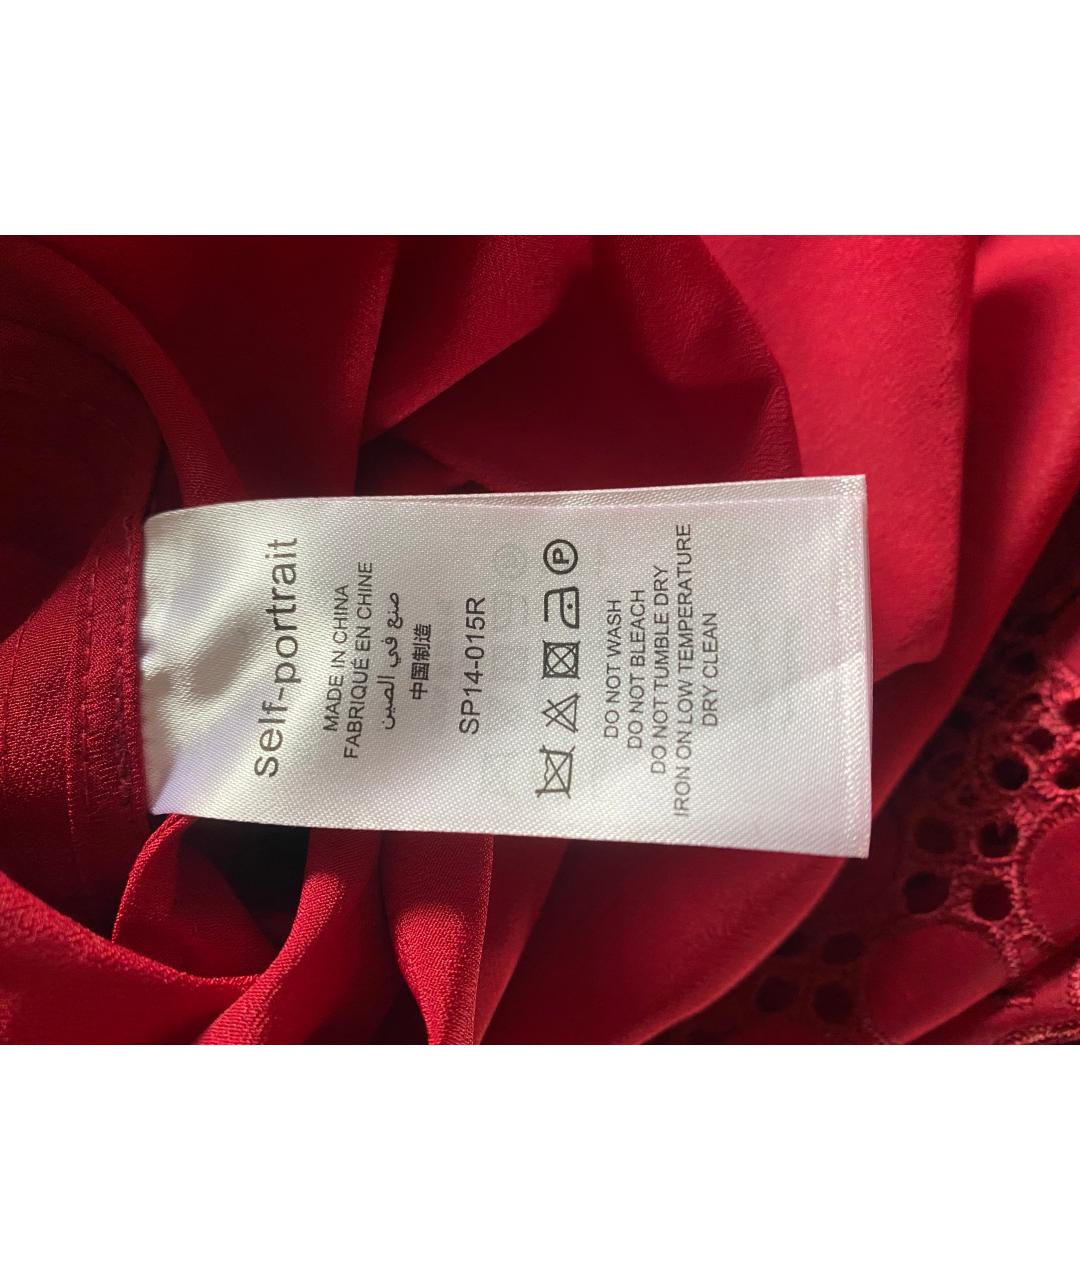 self-portrait
MADE IN CHINA
FABRIQUÉ EN CHINE
صنع في الصين
中国制造
SP14-015R
P
DO NOT WASH
DO NOT BLEACH
DO NOT TUMBLE DRY
IRON ON LOW TEMPERATURE
DRY CLEAN